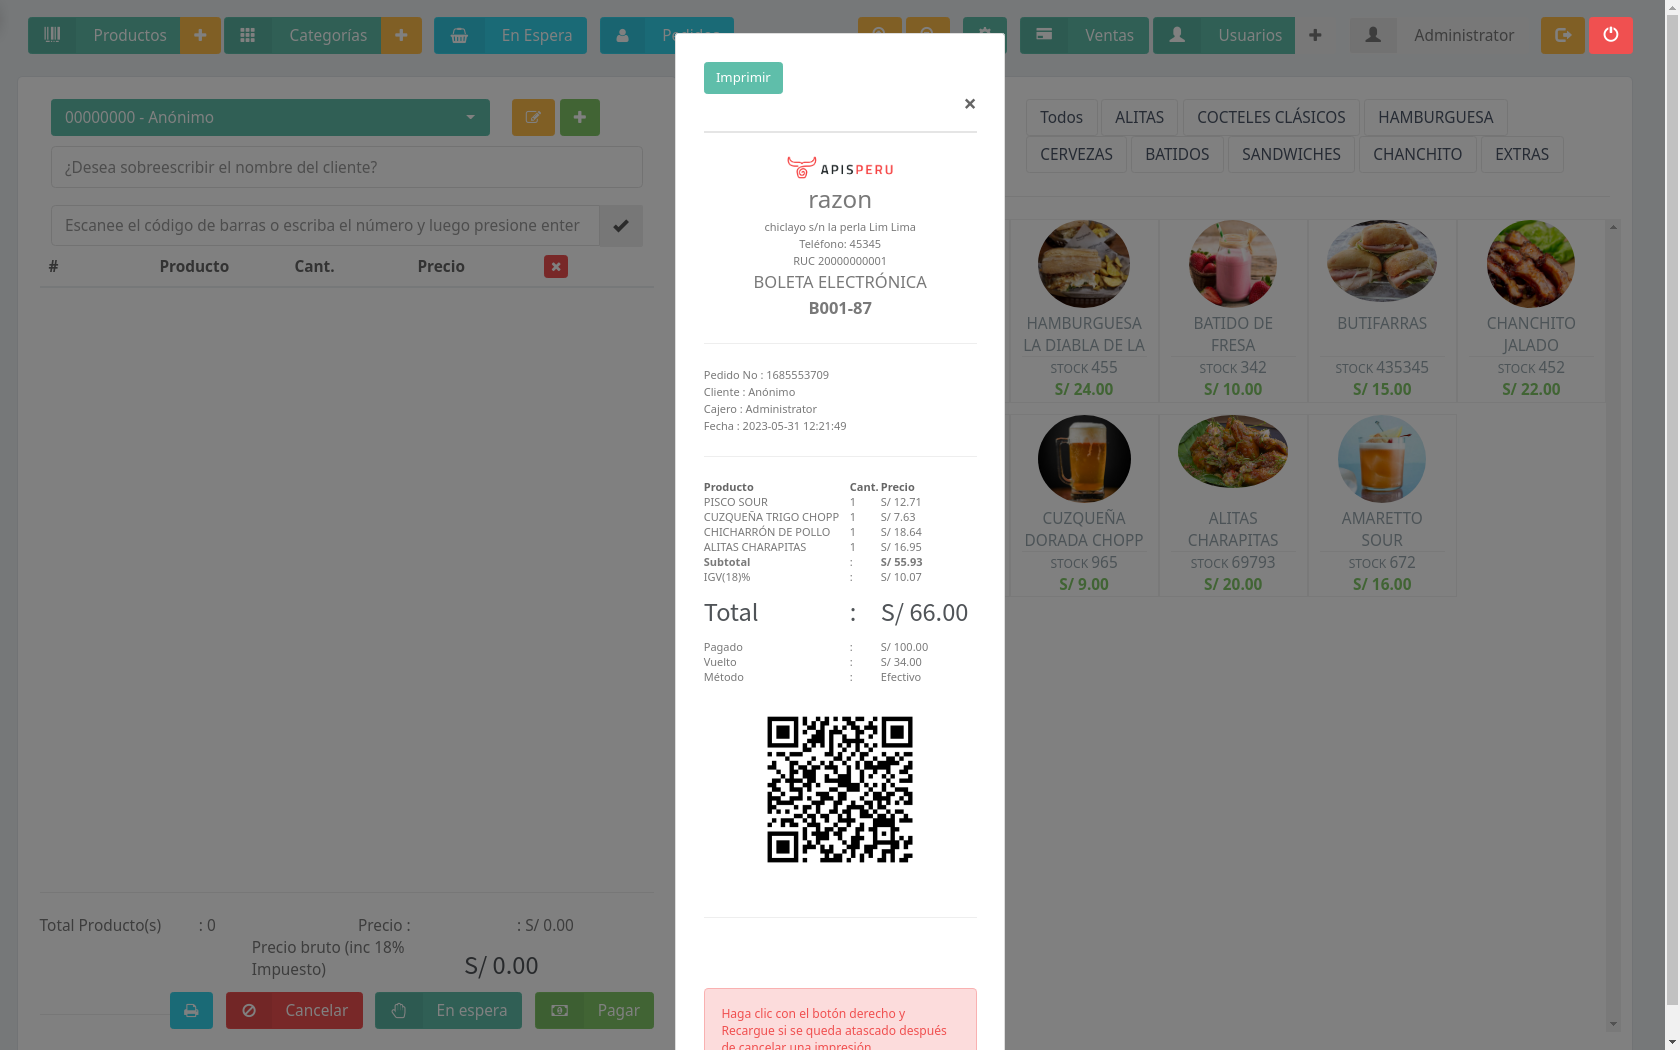 Productos
Categorías
En Espera
Ventas
Usuarios
Administrator
00000000 - Anónimo
¿Desea sobreescribir el nombre del cliente?
Escanee el código de barras o escriba el número y luego presione enter
# Producto Cant. Precio
Total Producto(s) : 0 Precio : : S/ 0.00
Precio bruto (inc 18%
Impuesto) S/ 0.00
Cancelar
En espera
Pagar
Imprimir
×
APISPERU
razon
chiclayo s/n la perla Lim Lima
Teléfono: 45345
RUC 20000000001
BOLETA ELECTRÓNICA
B001-87
Pedido No : 1685553709
Cliente : Anónimo
Cajero : Administrator
Fecha : 2023-05-31 12:21:49
Producto Cant. Precio
PISCO SOUR 1 S/ 12.71
CUZQUEÑA TRIGO CHOPP 1 S/ 7.63
CHICHARRÓN DE POLLO 1 S/ 18.64
ALITAS CHARAPITAS 1 S/ 16.95
Subtotal : S/ 55.93
IGV(18)% : S/ 10.07
Total : S/ 66.00
Pagado : S/ 100.00
Vuelto : S/ 34.00
Método : Efectivo
Haga clic con el botón derecho y
Recargue si se queda atascado después
de cancelar una impresión
Todos ALITAS COCTELES CLÁSICOS HAMBURGUESA
CERVEZAS BATIDOS SANDWICHES CHANCHITO EXTRAS
HAMBURGUESA
LA DIABLA DE LA
STOCK 455
S/ 24.00
BATIDO DE
FRESA
STOCK 342
S/ 10.00
BUTIFARRAS
STOCK 435345
S/ 15.00
CHANCHITO
JALADO
STOCK 452
S/ 22.00
CUZQUEÑA
DORADA CHOPP
STOCK 965
S/ 9.00
ALITAS
CHARAPITAS
STOCK 69793
S/ 20.00
AMARETTO
SOUR
STOCK 672
S/ 16.00